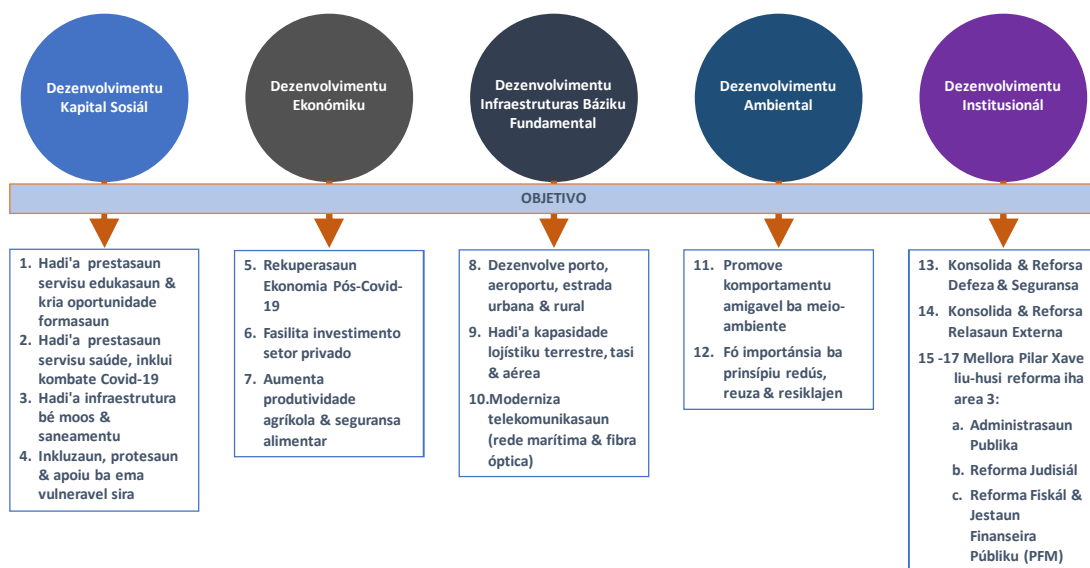 Dezenvolvimentu
Kapital Sosiál
Dezenvolvimentu
Ekonómiku
Dezenvolvimentu
Infraestruturas Báziku
Fundamental
Dezenvolvimentu
Ambiental
Dezenvolvimentu
Institusionál
OBJETIVO
1. Hadi'a prestasaun
servisu edukasaun &
kria oportunidade
formasaun
2. Hadi'a prestasaun
servisu saúde, inklui
kombate Covid-19
3. Hadi'a infraestrutura
bé moos &
saneamentu
4. Inkluzaun, protesaun
& apoiu ba ema
vulneravel sira
5. Rekuperasaun
Ekonomia Pós-Covid-
19
6. Fasilita investimento
setor privado
7. Aumenta
produtividade
agríkola & seguransa
alimentar
8. Dezenvolve porto,
aeroportu, estrada
urbana & rural
9. Hadi'a kapasidade
lojístiku terrestre, tasi
& aérea
10.Moderniza
telekomunikasaun
(rede marítima & fibra
óptica)
11. Promove
komportamentu
amigavel ba meio-
ambiente
12. Fó importánsia ba
prinsípiu redús,
reuza & resiklajen
13. Konsolida & Reforsa
Defeza & Seguransa
14. Konsolida & Reforsa
Relasaun Externa
15 -17 Mellora Pilar Xave
liu-husi reforma iha
area 3:
a. Administrasaun
Publika
b. Reforma Judisiál
c. Reforma Fiskál &
Jestaun
Finanseira
Públiku (PFM)